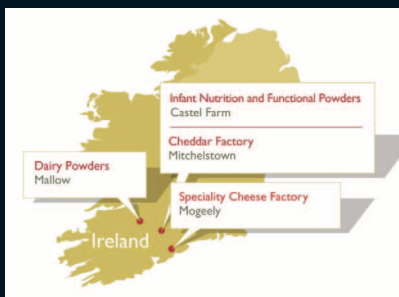 Infant Nutrition and Functional Powders
Castel Farm
Cheddar Factory
Mitchelstown
Dairy Powders
Mallow
Speciality Cheese Factory
Mogeely
Ireland